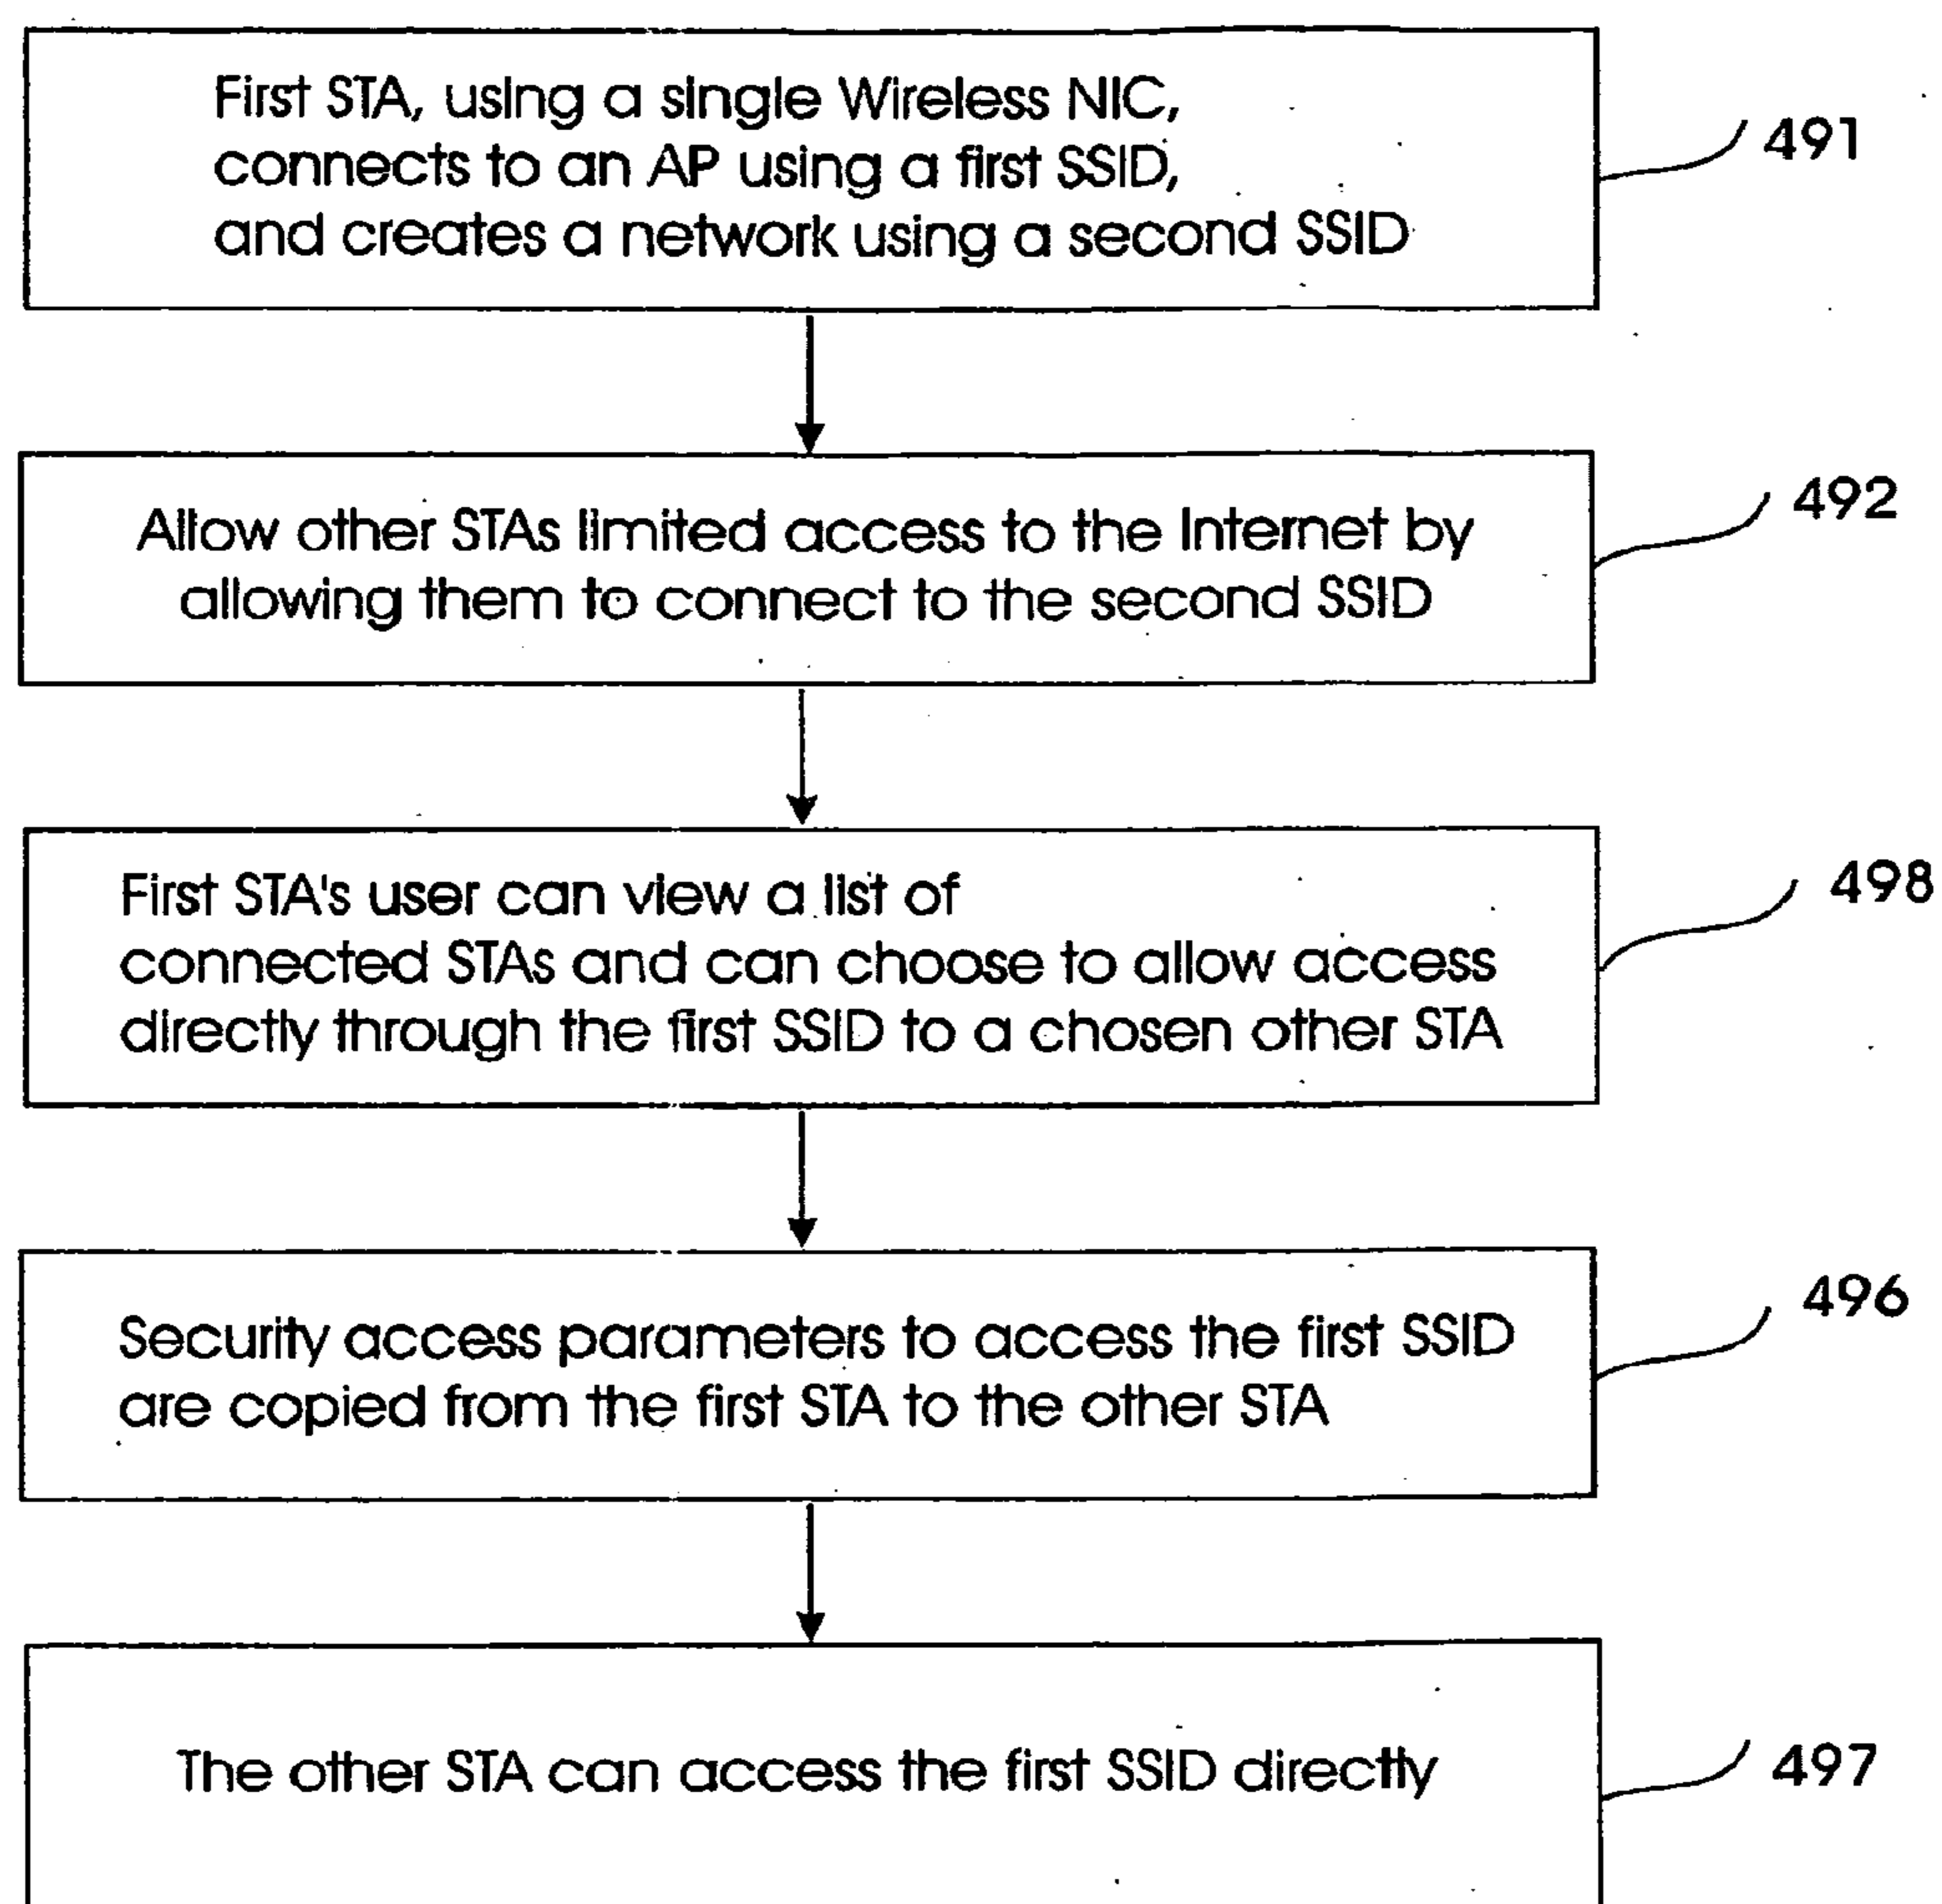 First STA, using a single Wireless NIC,
connects to an AP using a first SSID,
and creates a network using a second SSID
491
Allow other STAs limited access to the Internet by
allowing them to connect to the second SSID
492
First STA's user can view a list of
connected STAs and can choose to allow access
directly through the first SSID to a chosen other STA
498
Security access parameters to access the first SSID
are copied from the first STA to the other STA
496
The other STA can access the first SSID directly
497